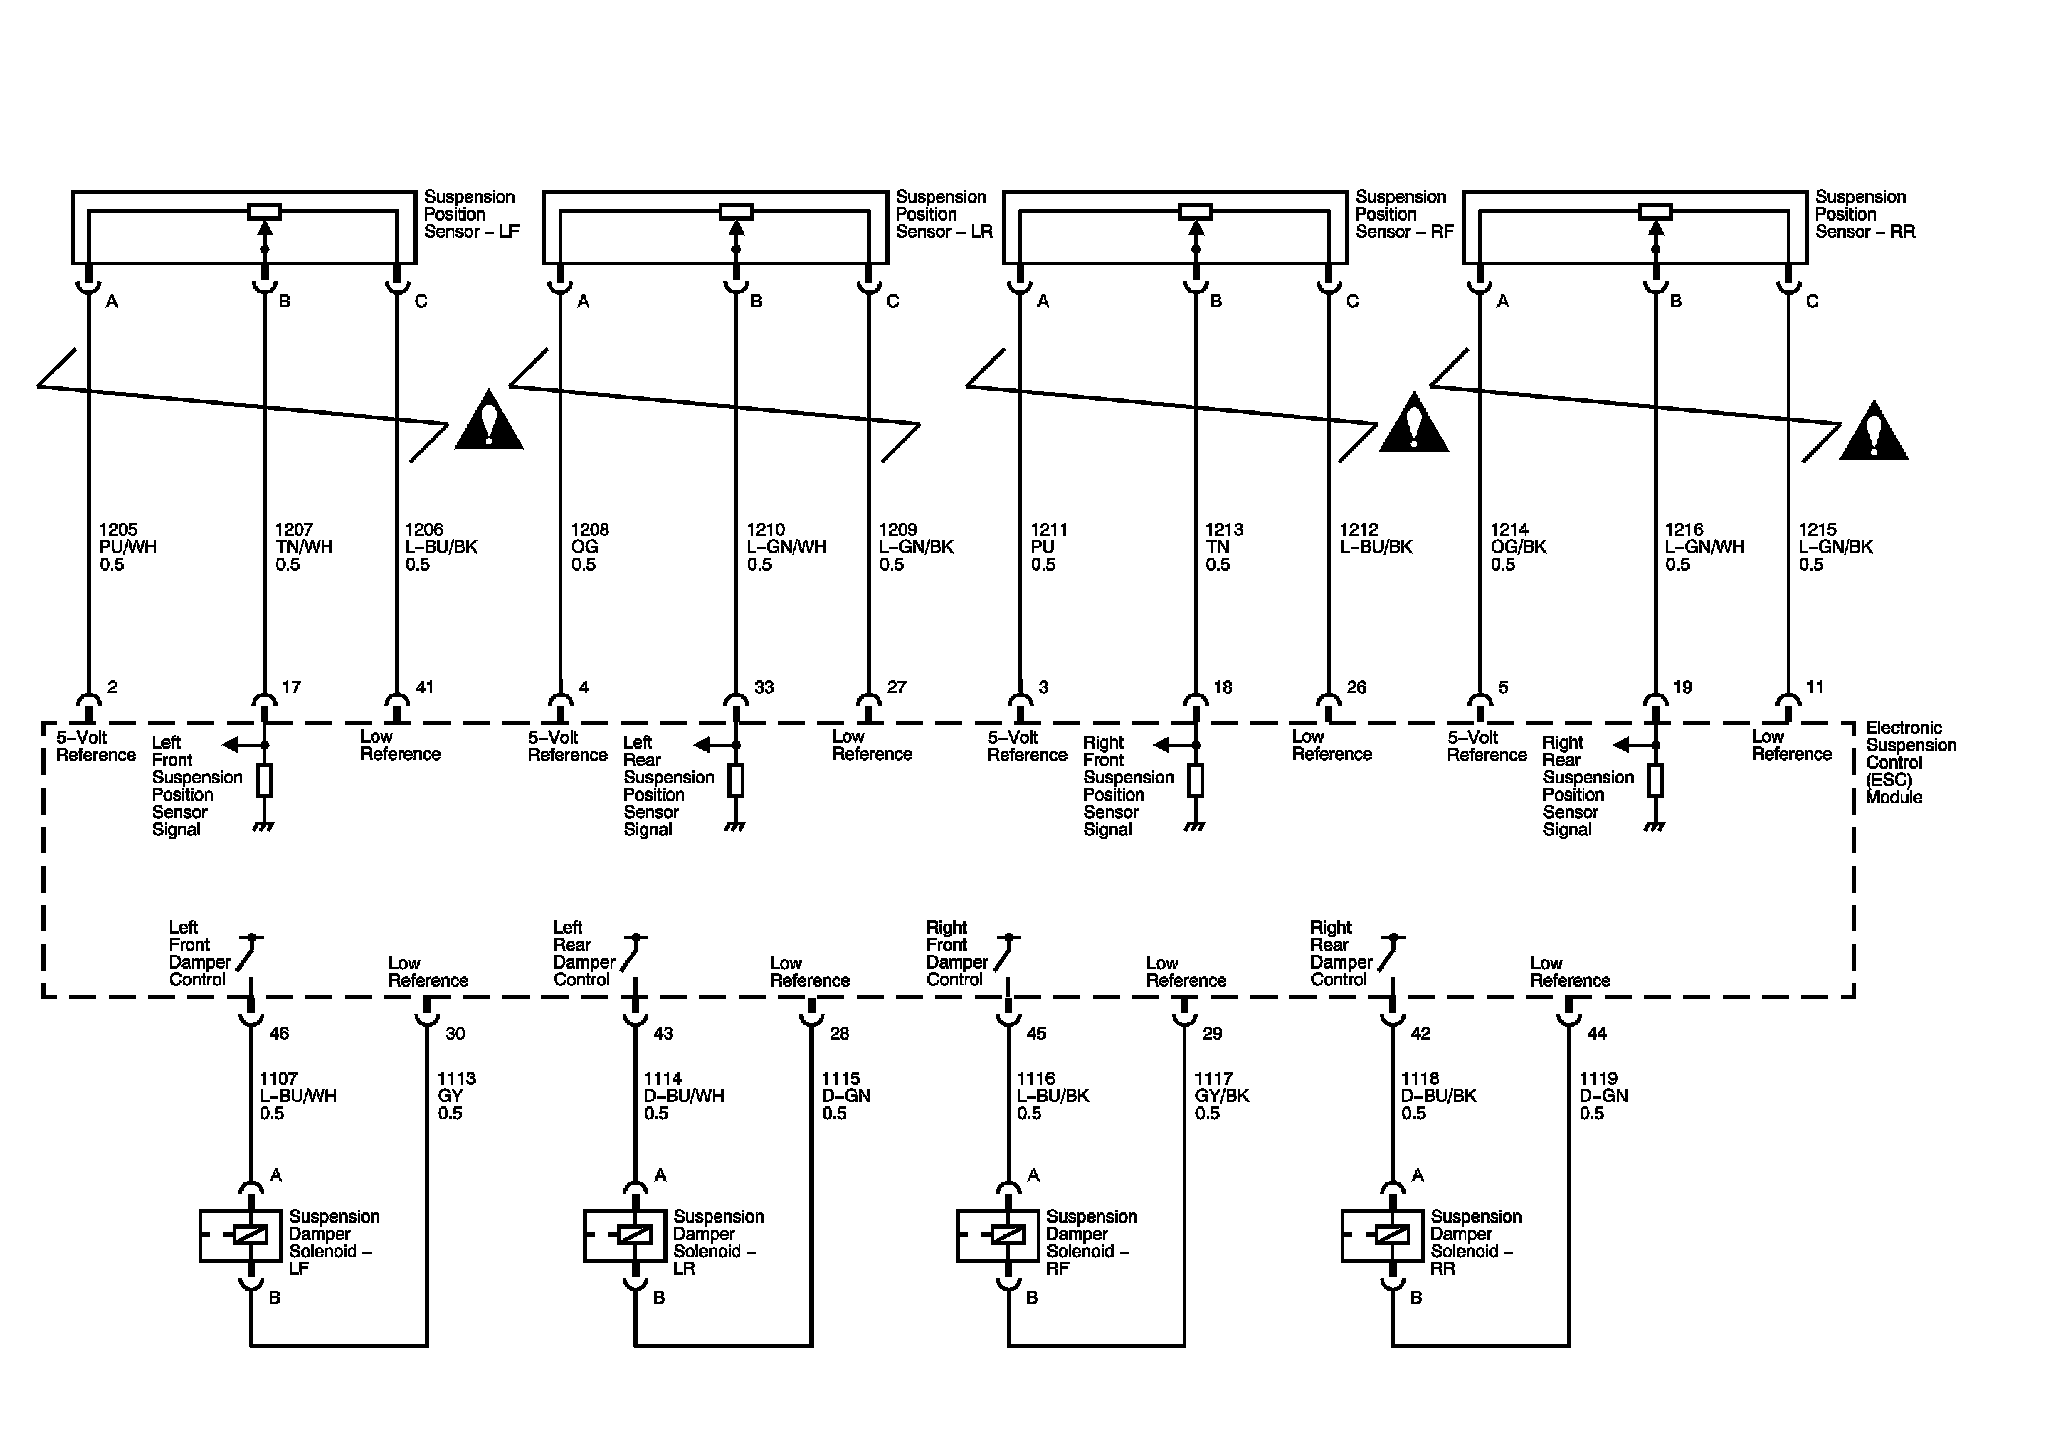 Suspension
Position
Sensor – LF
Suspension
Position
Sensor – LR
Suspension
Position
Sensor – RF
Suspension
Position
Sensor – RR
A B C A B C A B C A B C
1205
PU/WH
0.5
1207
TN/WH
0.5
1206
L–BU/BK
0.5
1208
OG
0.5
1210
L–GN/WH
0.5
1209
L–GN/BK
0.5
1211
PU
0.5
1213
TN
0.5
1212
L–BU/BK
1214
OG/BK
0.5
1216
L–GN/WH
0.5
1215
L–GN/BK
0.5
2 17 41 4 33 27 3 18 26 5 19 11
5–Volt
Reference
Left
Front
Suspension
Position
Sensor
Signal
Low
Reference
5–Volt
Reference
Left
Rear
Suspension
Position
Sensor
Signal
Low
Reference
5–Volt
Reference
Right
Front
Suspension
Position
Sensor
Signal
Low
Reference
5–Volt
Reference
Right
Rear
Suspension
Position
Sensor
Signal
Low
Reference
Electronic
Suspension
Control
(ESC)
Module
Left
Front
Damper
Control
Low
Reference
Left
Rear
Damper
Control
Low
Reference
Right
Front
Damper
Control
Low
Reference
Right
Rear
Damper
Control
Low
Reference
46 30 43 28 45 29 42 44
1107
L–BU/WH
0.5
1113
GY
0.5
1114
D–BU/WH
0.5
1115
D–GN
0.5
1116
L–BU/BK
0.5
1117
GY/BK
0.5
1118
D–BU/BK
0.5
1119
D–GN
0.5
A A A A
Suspension
Damper
Solenoid –
LF
Suspension
Damper
Solenoid –
LR
Suspension
Damper
Solenoid –
RF
Suspension
Damper
Solenoid –
RR
B B B B